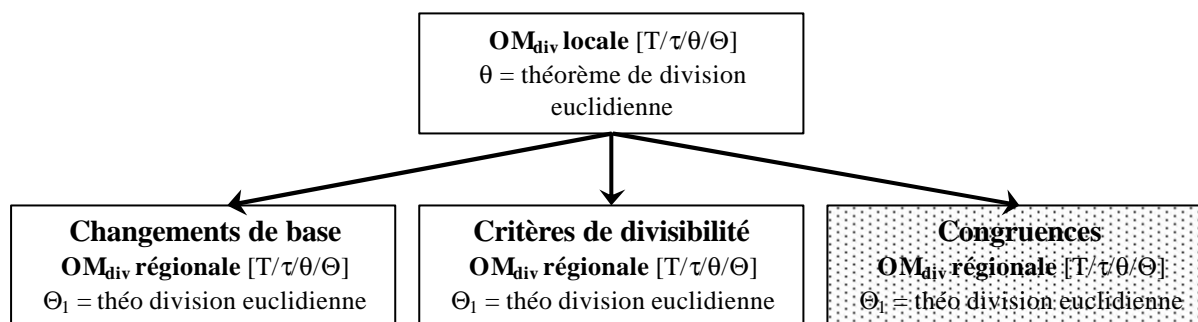 OMdiv locale [T/τ/θ/Θ]
θ = théorème de division
euclidienne
Changements de base
OMdiv régionale [T/τ/θ/Θ]
Θ1 = théo division euclidienne
Critères de divisibilité
OMdiv régionale [T/τ/θ/Θ]
Θ1 = théo division euclidienne
Congruences
OMdiv régionale [T/τ/θ/Θ]
Θ1 = théo division euclidienne